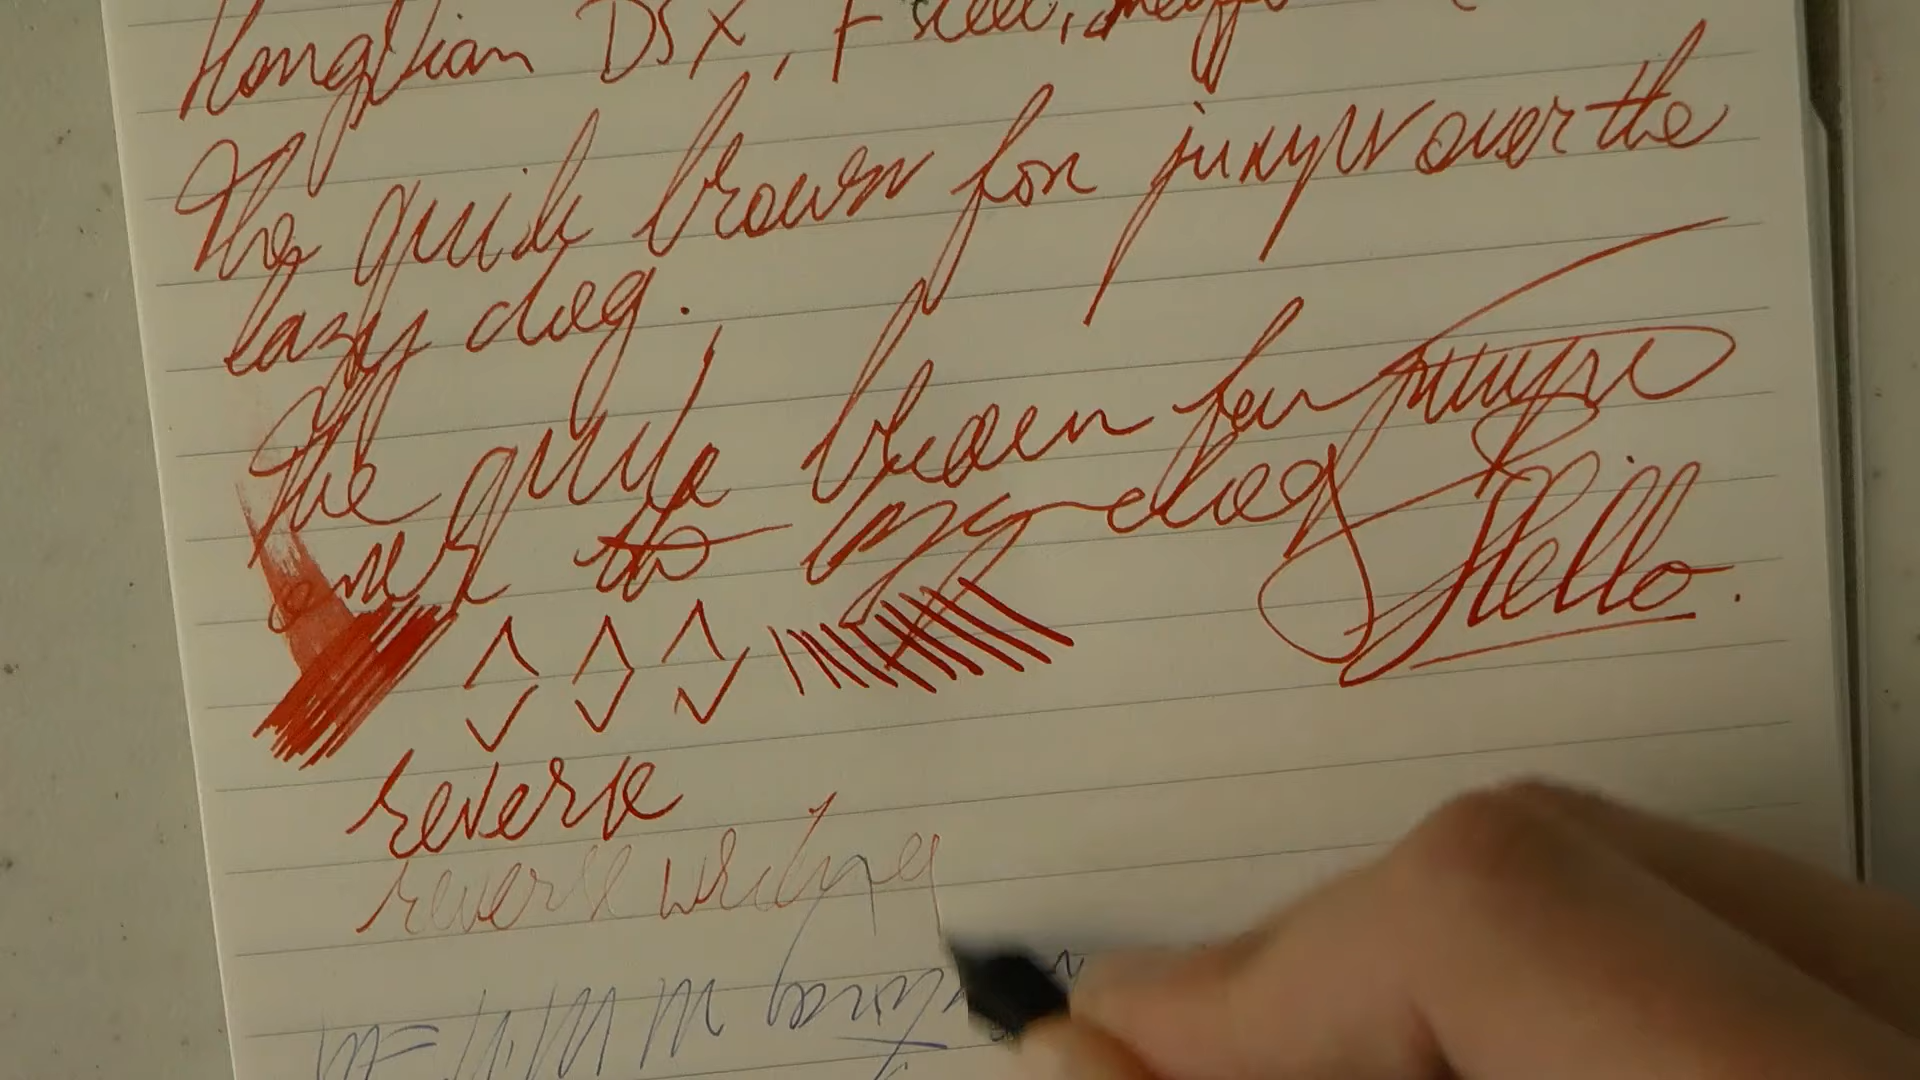 HongDian DSX, F steel,
The quick brown fox jumps over the
lazy dog.
The quick brown fox jumps
over the lazy dog
Hello.
reverse
reverse writing